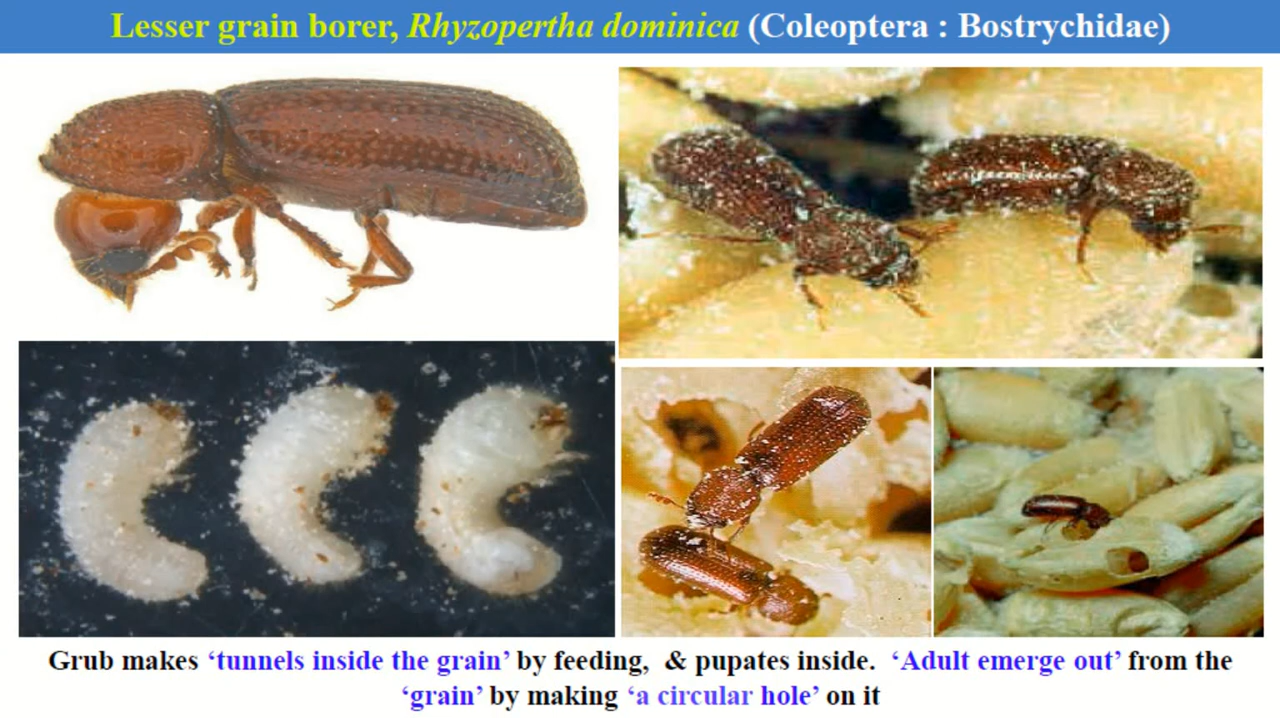 Lesser grain borer, Rhyzopertha dominica (Coleoptera : Bostrychidae)
Grub makes ‘tunnels inside the grain’ by feeding,  & pupates inside.  ‘Adult emerge out’ from the
‘grain’ by making ‘a circular hole’ on it